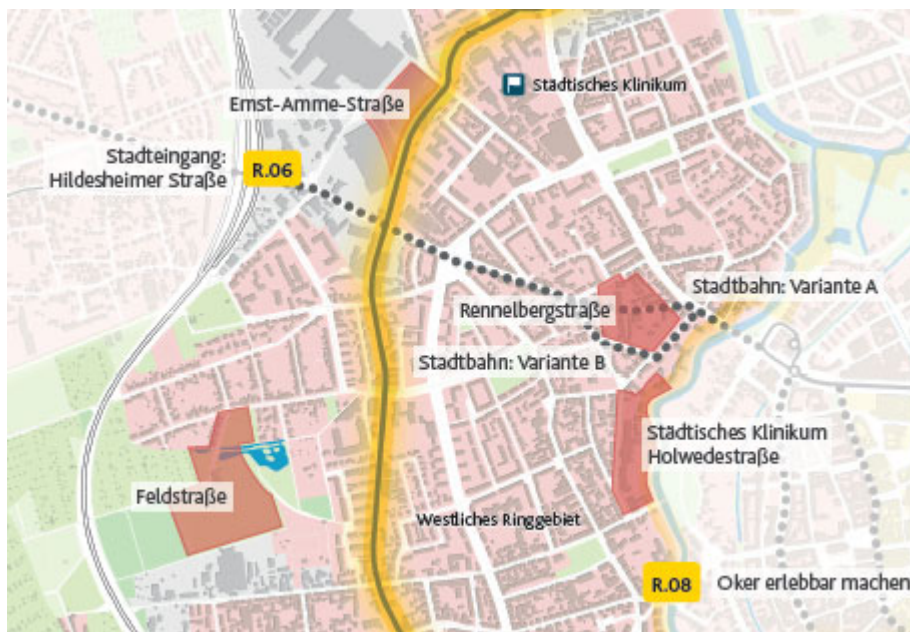 Städtisches Klinikum
Ernst-Amme-Straße
Stadteingang:
Hildesheimer Straße
R.06
Stadtbahn: Variante A
Rennelbergstraße
Stadtbahn: Variante B
Städtisches Klinikum
Holwedestraße
Feldstraße
Westliches Ringgebiet
R.08
Oker erlebbar machen